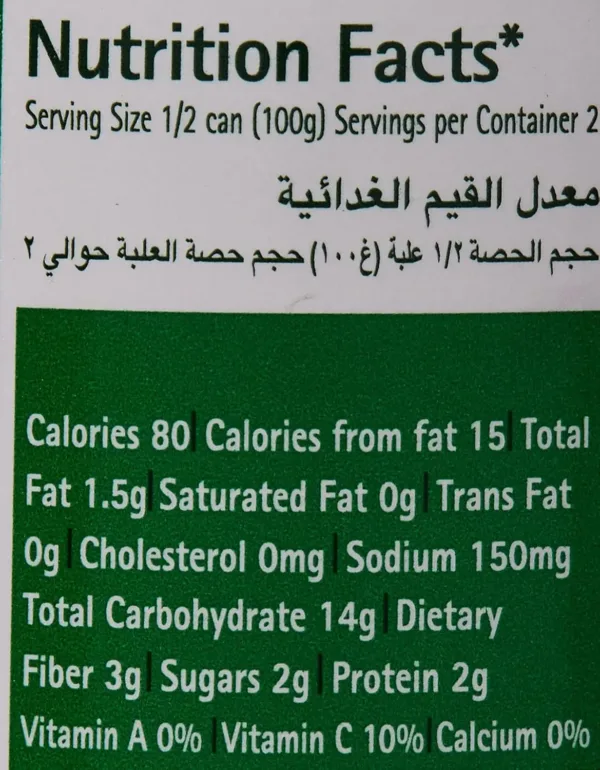 Nutrition Facts*
Serving Size 1/2 can (100g) Servings per Container 2
معدل القيم الغدائية
حجم الحصة ١/٢ علبة (١٠٠غ) حجم حصة العلبة حوالي ٢
Calories 80 | Calories from fat 15 | Total
Fat 1.5g | Saturated Fat 0g | Trans Fat
0g | Cholesterol 0mg | Sodium 150mg
Total Carbohydrate 14g | Dietary
Fiber 3g | Sugars 2g | Protein 2g
Vitamin A 0% | Vitamin C 10% | Calcium 0%